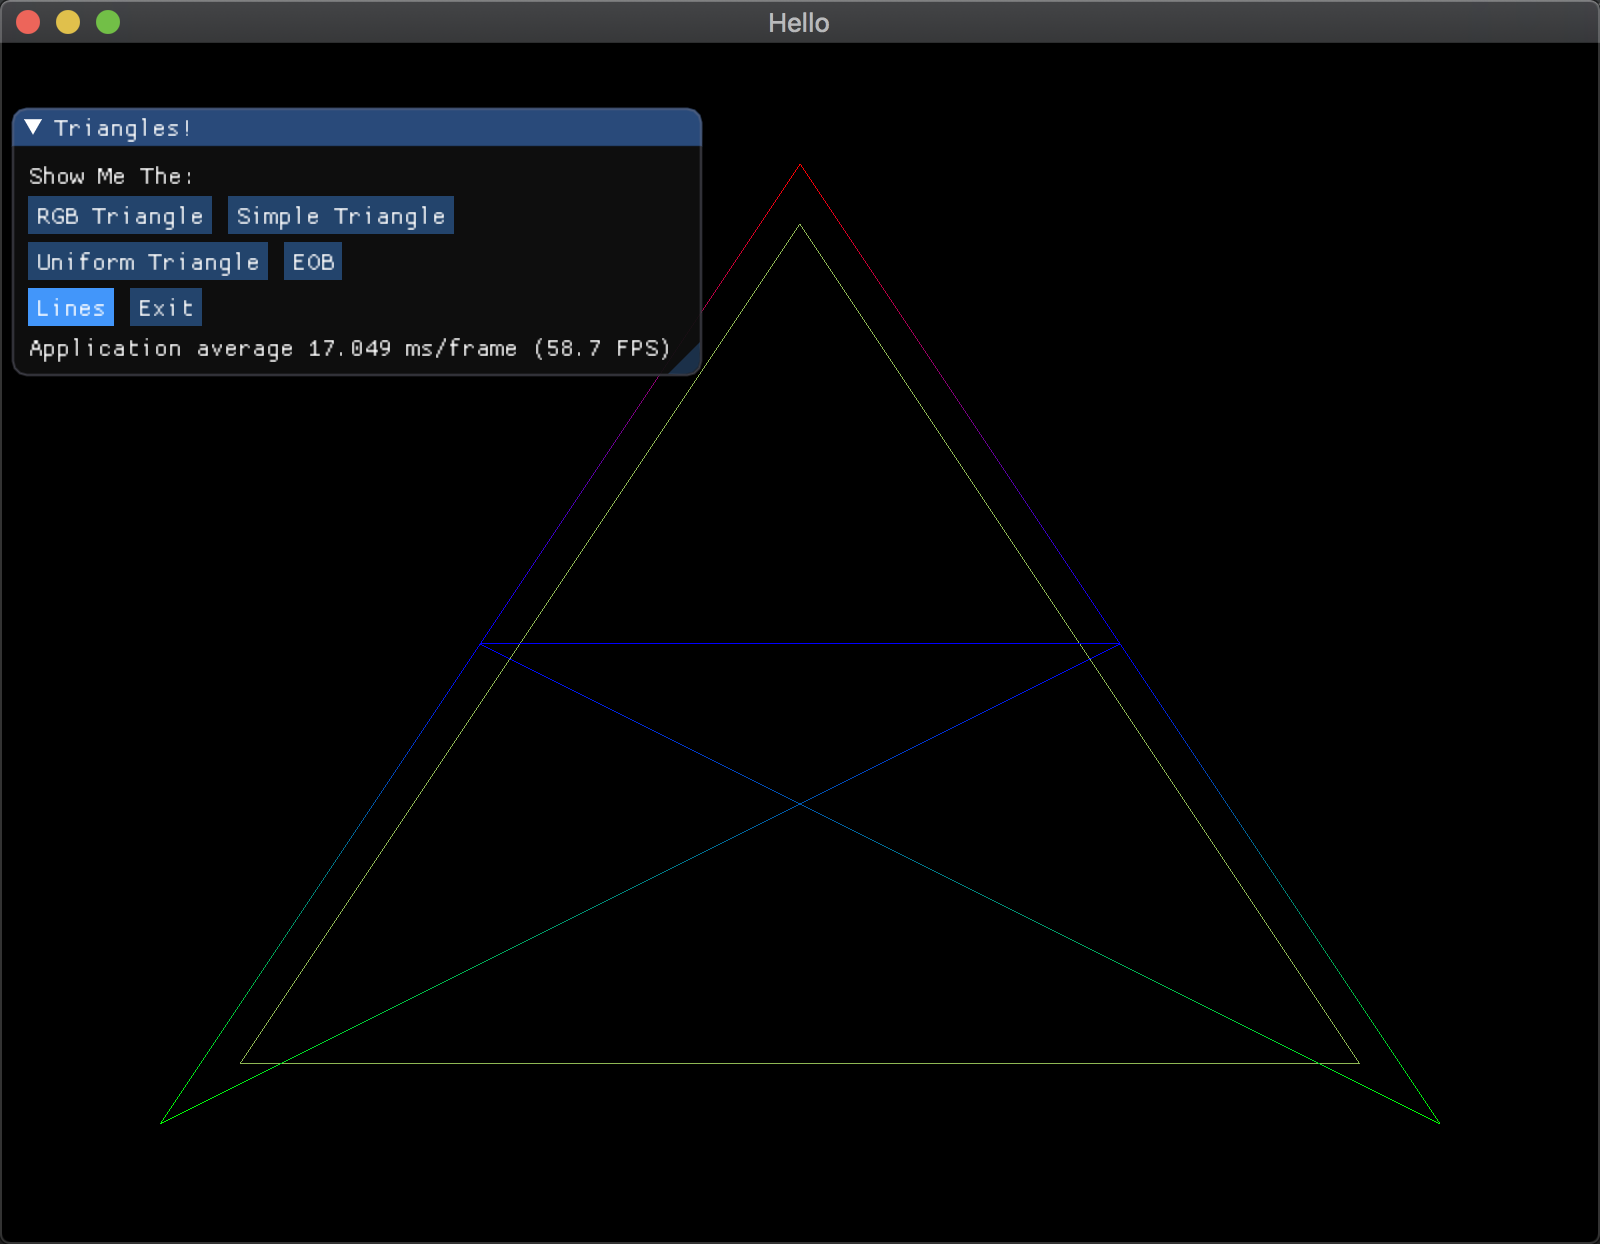 Hello
Triangles!
Show Me The:
RGB Triangle Simple Triangle
Uniform Triangle EOB
Lines Exit
Application average 17.049 ms/frame (58.7 FPS)